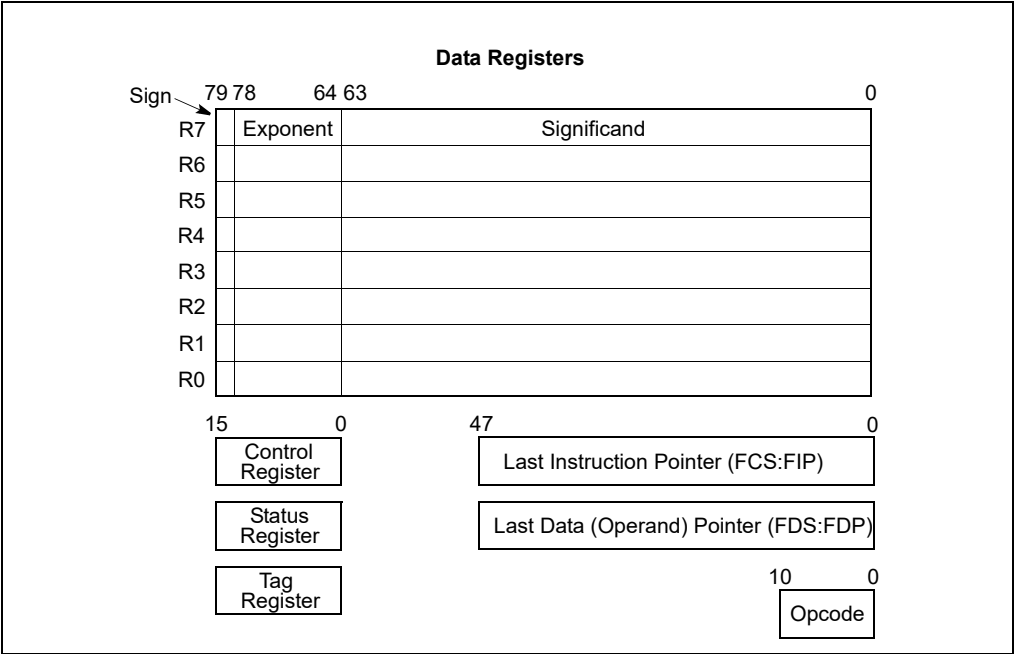 Data Registers
Sign 79 78 64 63 0
R7 Exponent Significand
R6
R5
R4
R3
R2
R1
R0
15 0 47 0
Control
Register
Last Instruction Pointer (FCS:FIP)
Status
Register
Last Data (Operand) Pointer (FDS:FDP)
10 0
Tag
Register
Opcode